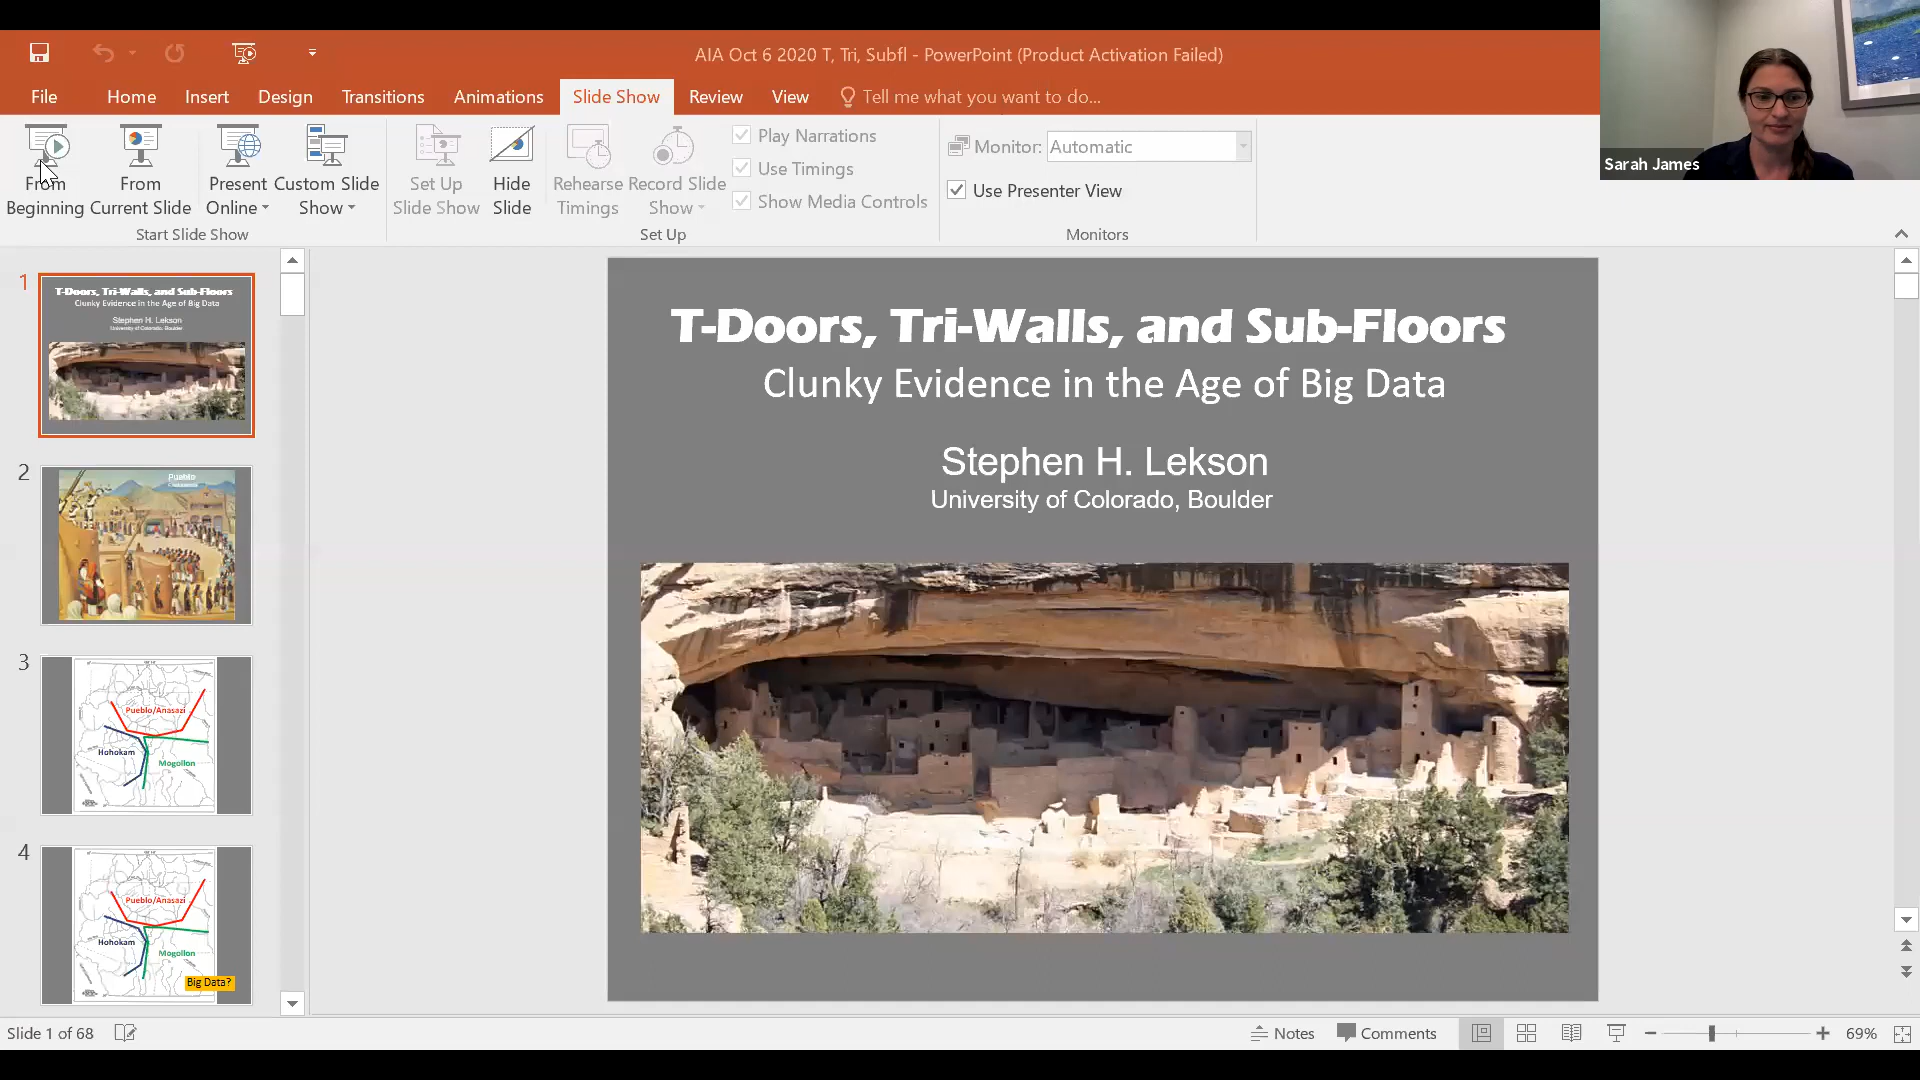 AIA Oct 6 2020 T, Tri, Subfl - PowerPoint (Product Activation Failed)
File Home Insert Design Transitions Animations Slide Show Review View Tell me what you want to do...
From Beginning
From Current Slide
Present Online
Custom Slide Show
Set Up Slide Show
Hide Slide
Rehearse Timings
Record Slide Show
Play Narrations
Use Timings
Show Media Controls
Monitor: Automatic
Use Presenter View
Start Slide Show
Set Up
Monitors
Sarah James
1
T-Doors, Tri-Walls, and Sub-Floors
Clunky Evidence in the Age of Big Data
Stephen H. Lekson
University of Colorado, Boulder
2
Pueblo
3
Pueblo/Anasazi
Hohokam
Mogollon
4
Pueblo/Anasazi
Hohokam
Mogollon
Big Data?
T-Doors, Tri-Walls, and Sub-Floors
Clunky Evidence in the Age of Big Data
Stephen H. Lekson
University of Colorado, Boulder
Slide 1 of 68
Notes
Comments
69%